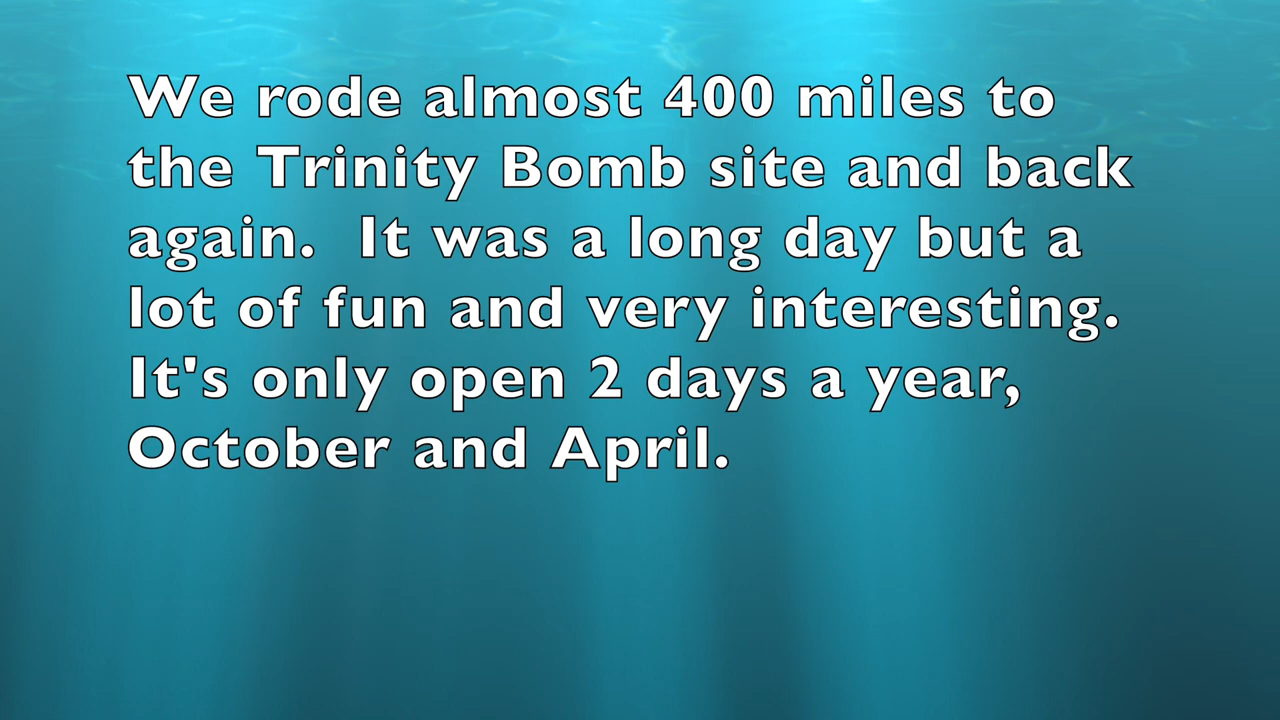 We rode almost 400 miles to
the Trinity Bomb site and back
again.  It was a long day but a
lot of fun and very interesting.
It's only open 2 days a year,
October and April.